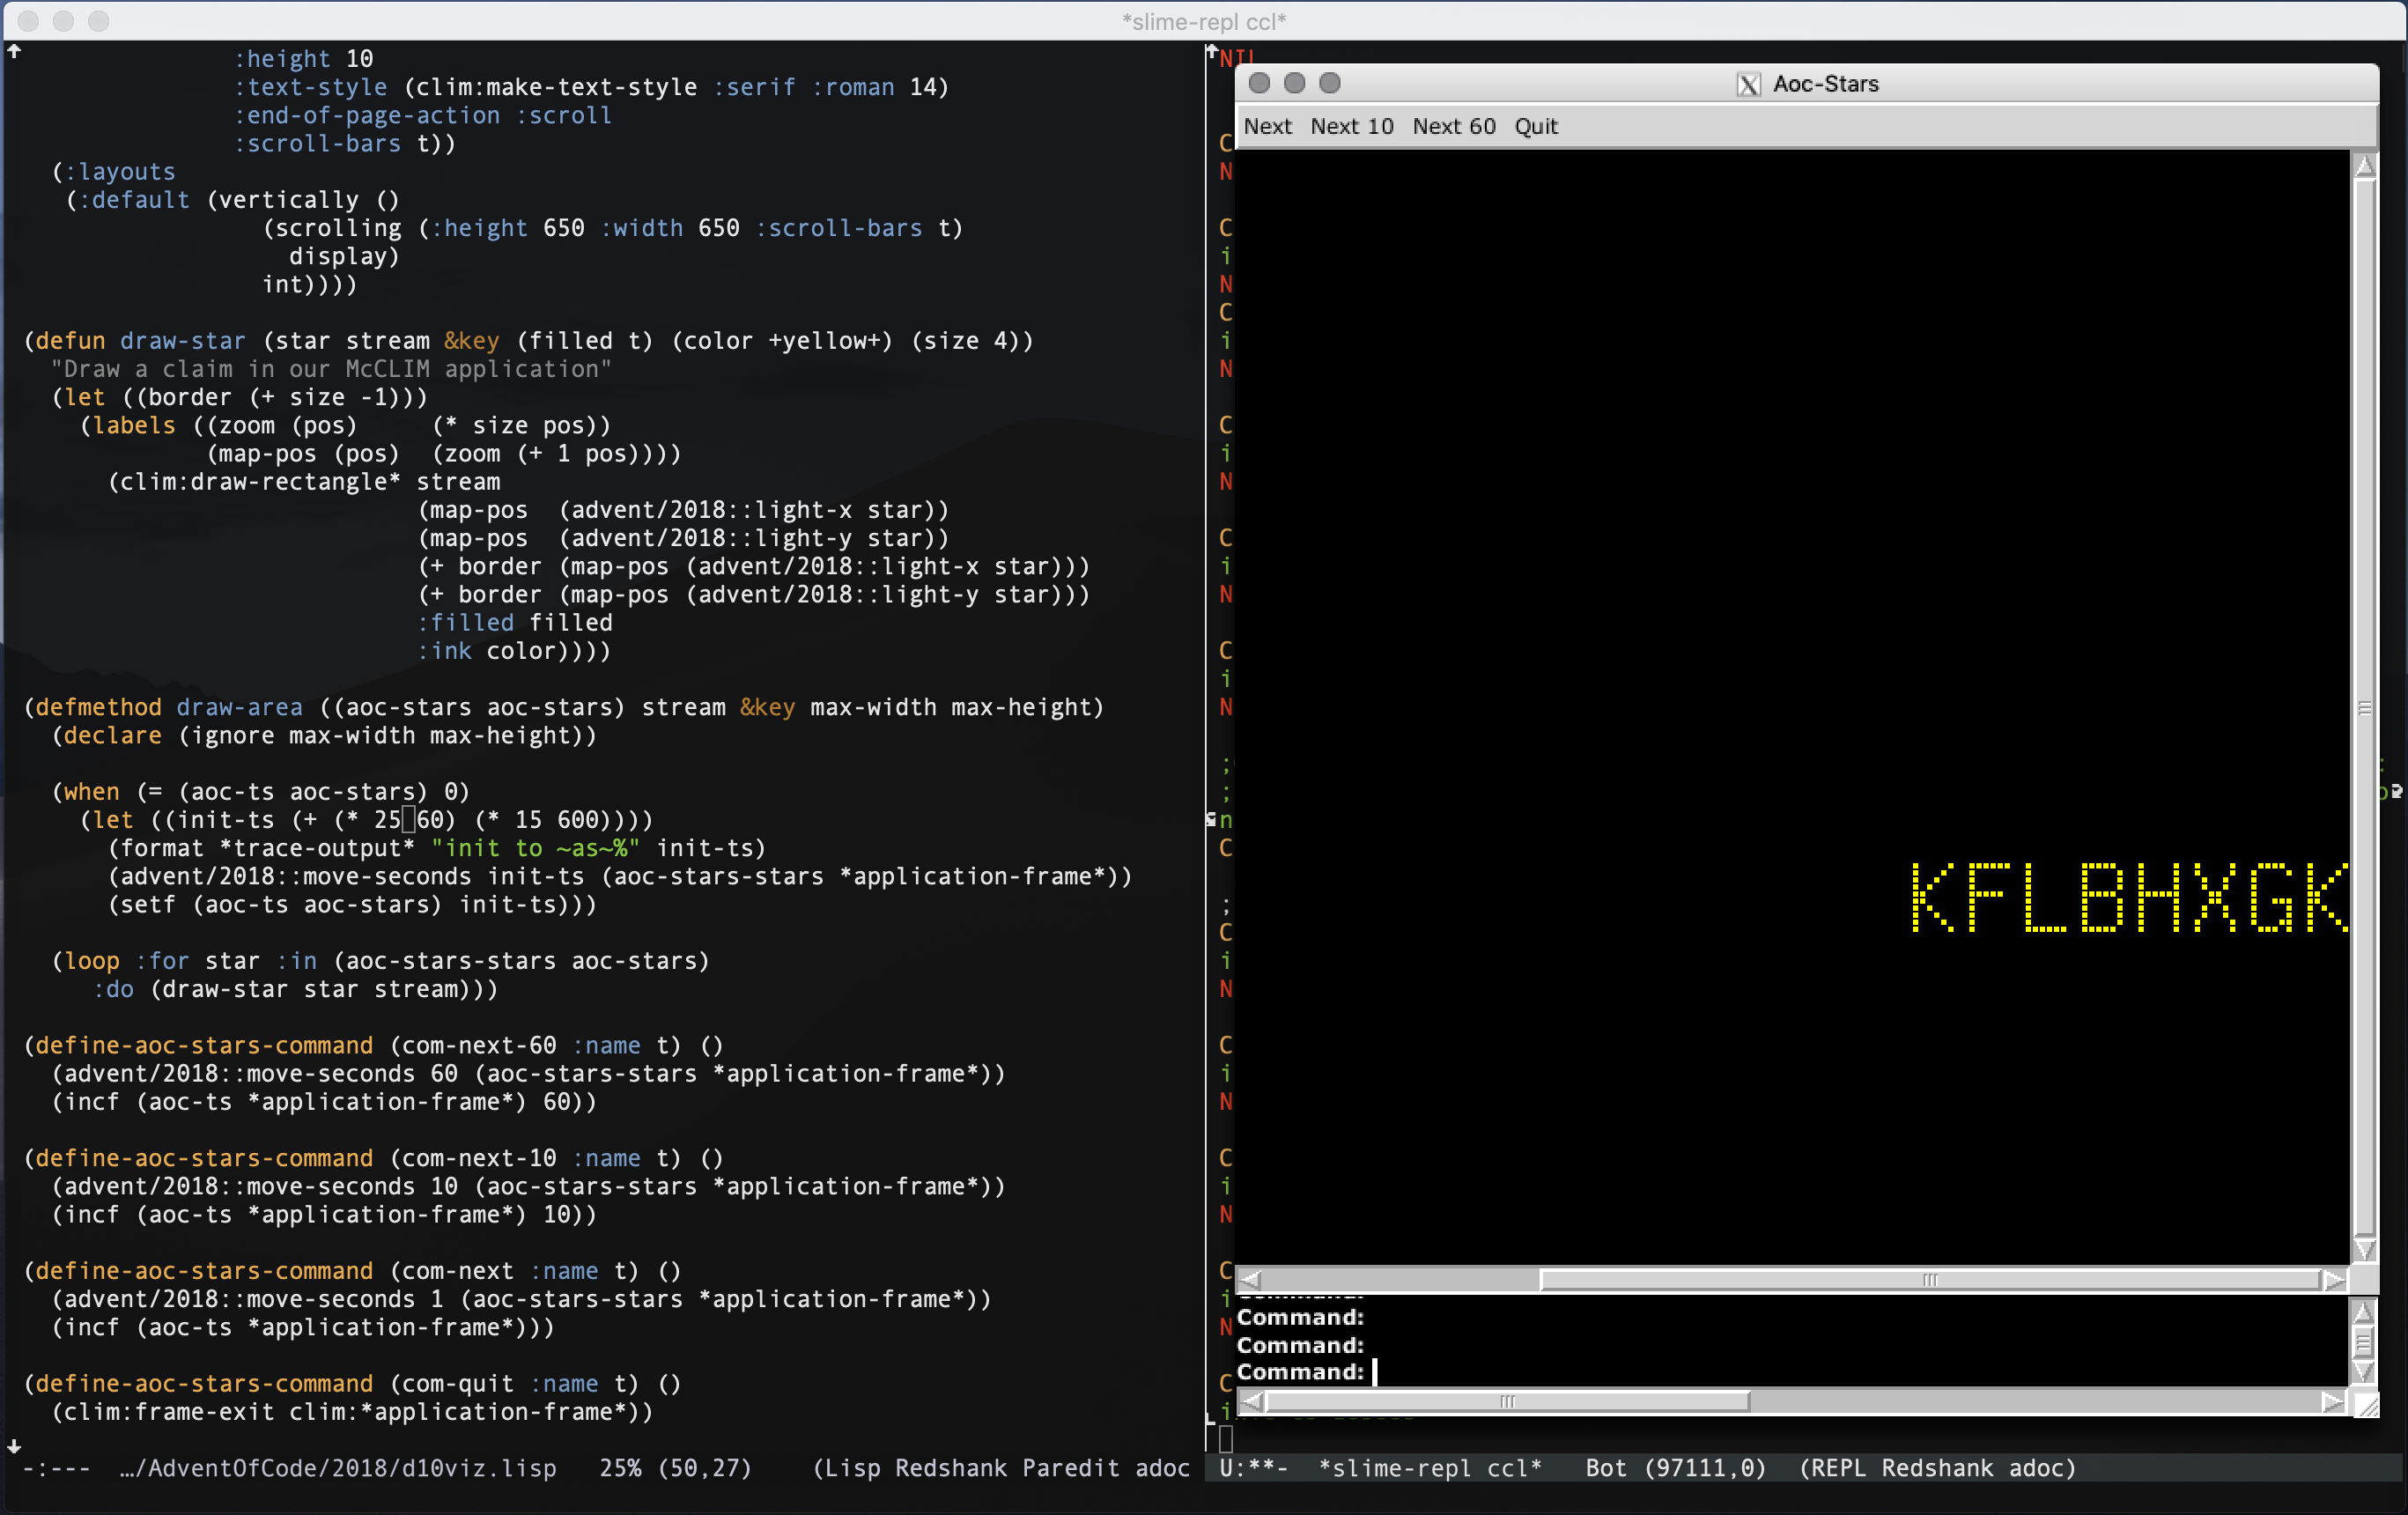 *slime-repl ccl*
:height 10
:text-style (clim:make-text-style :serif :roman 14)
:end-of-page-action :scroll
:scroll-bars t))
(:layouts
(:default (vertically ()
(scrolling (:height 650 :width 650 :scroll-bars t)
display)
int))))
(defun draw-star (star stream &key (filled t) (color +yellow+) (size 4))
"Draw a claim in our McCLIM application"
(let ((border (+ size -1)))
(labels ((zoom (pos) (* size pos))
(map-pos (pos) (zoom (+ 1 pos))))
(clim:draw-rectangle* stream
(map-pos (advent/2018::light-x star))
(map-pos (advent/2018::light-y star))
(+ border (map-pos (advent/2018::light-x star)))
(+ border (map-pos (advent/2018::light-y star)))
:filled filled
:ink color))))
(defmethod draw-area ((aoc-stars aoc-stars) stream &key max-width max-height)
(declare (ignore max-width max-height))
(when (= (aoc-ts aoc-stars) 0)
(let ((init-ts (+ (* 25 60) (* 15 600))))
(format *trace-output* "init to ~as~%" init-ts)
(advent/2018::move-seconds init-ts (aoc-stars-stars *application-frame*))
(setf (aoc-ts aoc-stars) init-ts)))
(loop :for star :in (aoc-stars-stars aoc-stars)
:do (draw-star star stream)))
(define-aoc-stars-command (com-next-60 :name t) ()
(advent/2018::move-seconds 60 (aoc-stars-stars *application-frame*))
(incf (aoc-ts *application-frame*) 60))
(define-aoc-stars-command (com-next-10 :name t) ()
(advent/2018::move-seconds 10 (aoc-stars-stars *application-frame*))
(incf (aoc-ts *application-frame*) 10))
(define-aoc-stars-command (com-next :name t) ()
(advent/2018::move-seconds 1 (aoc-stars-stars *application-frame*))
(incf (aoc-ts *application-frame*)))
(define-aoc-stars-command (com-quit :name t) ()
(clim:frame-exit clim:*application-frame*))
-:--- …/AdventOfCode/2018/d10viz.lisp 25% (50,27) (Lisp Redshank Paredit adoc
NIL
Aoc-Stars
Next Next 10 Next 60 Quit
KFLBHXGK
Command:
Command:
Command:
U:**- *slime-repl ccl* Bot (97111,0) (REPL Redshank adoc)